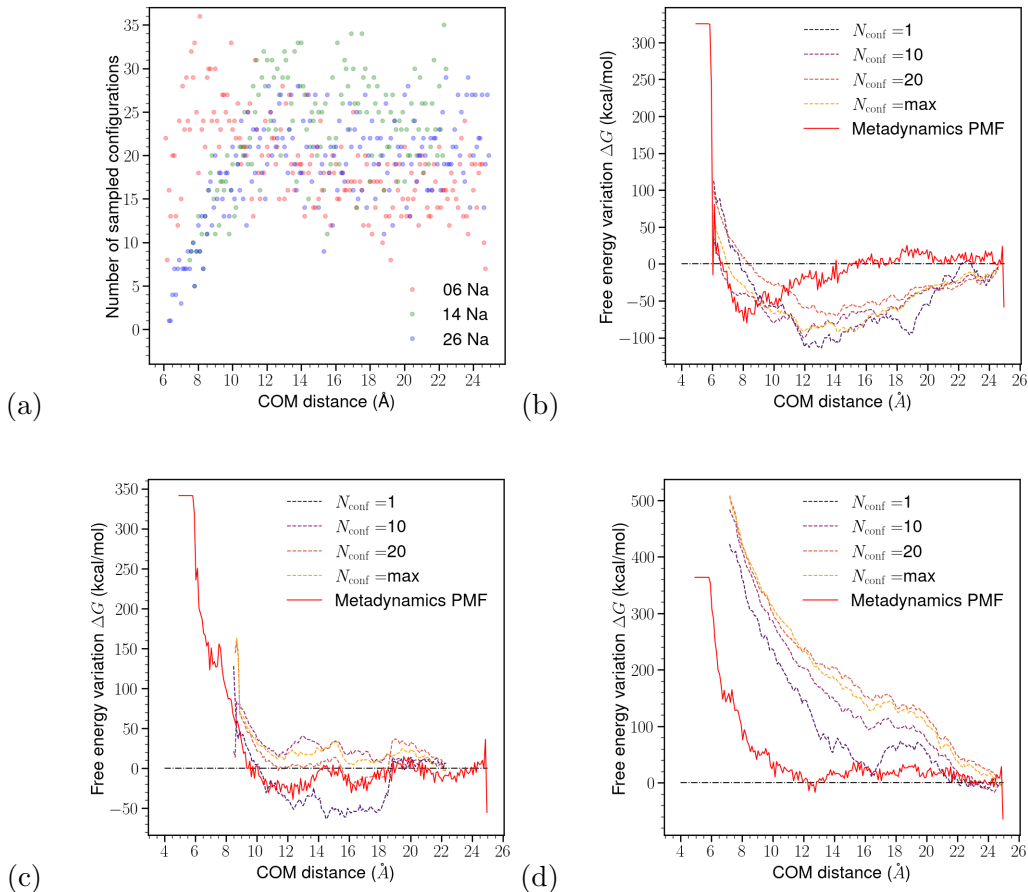 35
30
25
20
15
10
5
0
Number of sampled configurations
06 Na
14 Na
26 Na
6 8 10 12 14 16 18 20 22 24
COM distance (Å)
(a)
300
250
200
150
100
50
0
−50
−100
Free energy variation ΔG (kcal/mol)
N_conf =1
N_conf =10
N_conf =20
N_conf =max
Metadynamics PMF
4 6 8 10 12 14 16 18 20 22 24 26
COM distance (Å)
(b)
350
300
250
200
150
100
50
0
−50
Free energy variation ΔG (kcal/mol)
N_conf =1
N_conf =10
N_conf =20
N_conf =max
Metadynamics PMF
4 6 8 10 12 14 16 18 20 22 24 26
COM distance (Å)
(c)
500
400
300
200
100
0
Free energy variation ΔG (kcal/mol)
N_conf =1
N_conf =10
N_conf =20
N_conf =max
Metadynamics PMF
4 6 8 10 12 14 16 18 20 22 24 26
COM distance (Å)
(d)